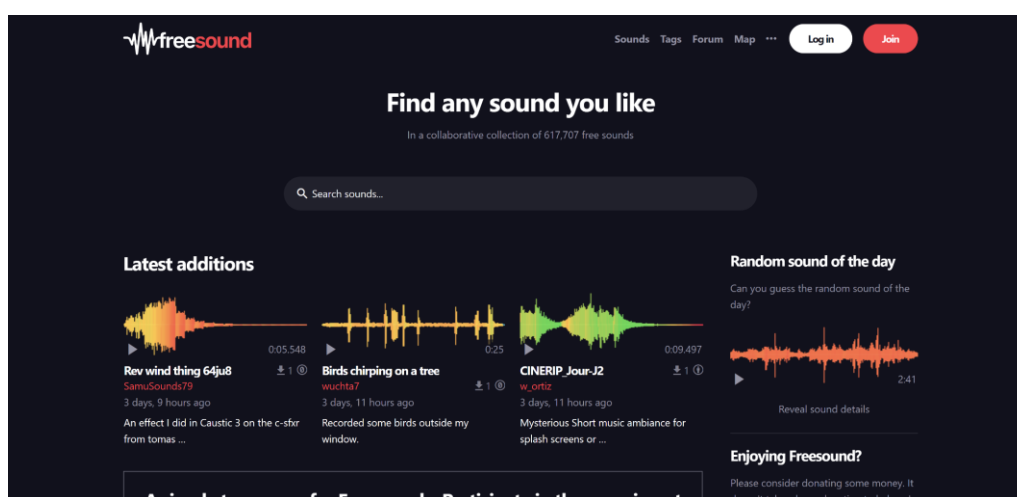 freesound
Sounds Tags Forum Map ··· Log in Join
Find any sound you like
In a collaborative collection of 617,707 free sounds
Search sounds...
Latest additions
0:05.548
Rev wind thing 64ju8
1
SamuSounds79
3 days, 9 hours ago
An effect I did in Caustic 3 on the c-sfxr
from tomas ...
0:25
Birds chirping on a tree
wuchta7
1
3 days, 11 hours ago
Recorded some birds outside my
window.
0:09.497
CINERIP_Jour-J2
1
w_ortiz
3 days, 11 hours ago
Mysterious Short music ambiance for
splash screens or ...
Random sound of the day
Can you guess the random sound of the
day?
2:41
Reveal sound details
Enjoying Freesound?
Please consider donating some money. It